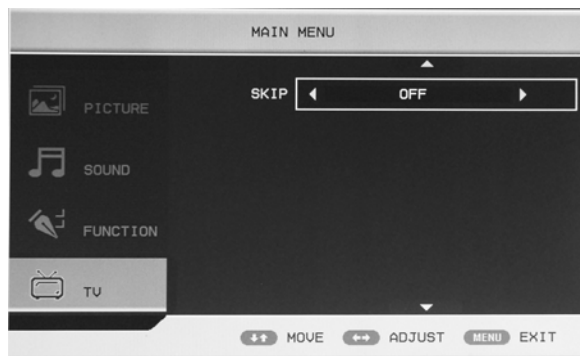 MAIN MENU
SKIP OFF
PICTURE
SOUND
FUNCTION
TV
MOVE ADJUST MENU EXIT